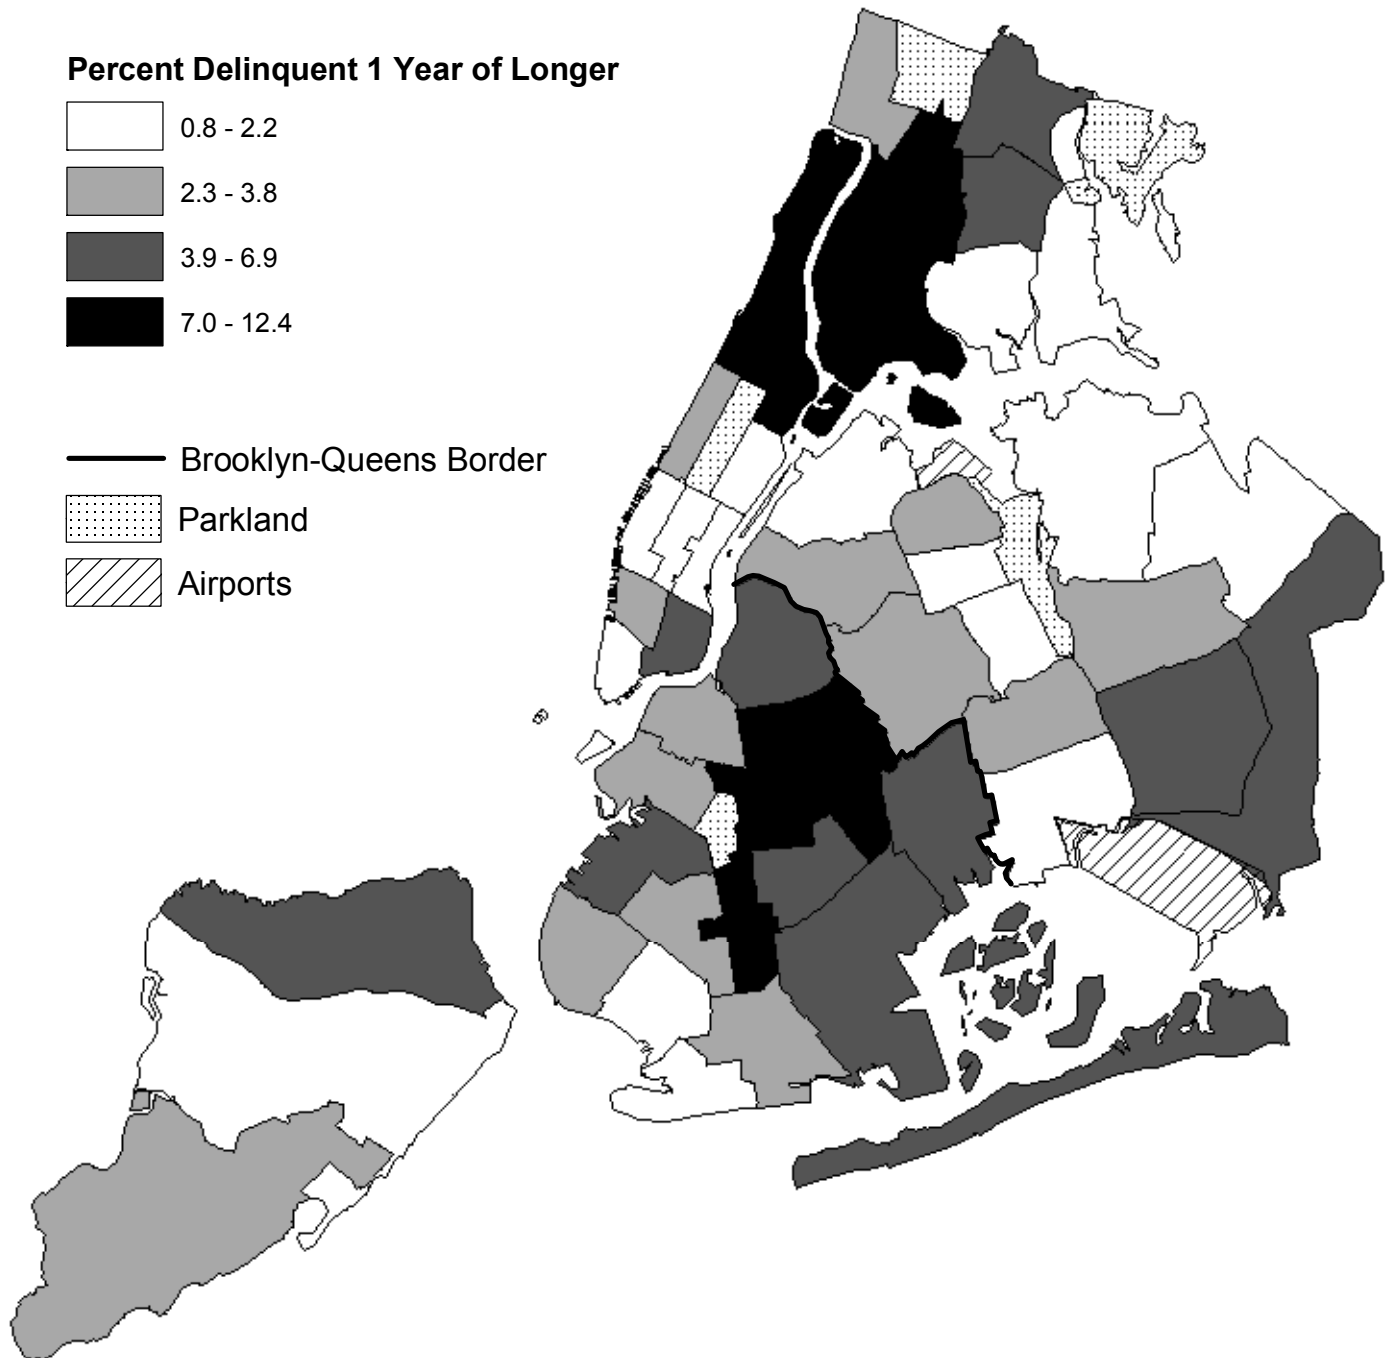 Percent Delinquent 1 Year of Longer
0.8 - 2.2
2.3 - 3.8
3.9 - 6.9
7.0 - 12.4
Brooklyn-Queens Border
Parkland
Airports